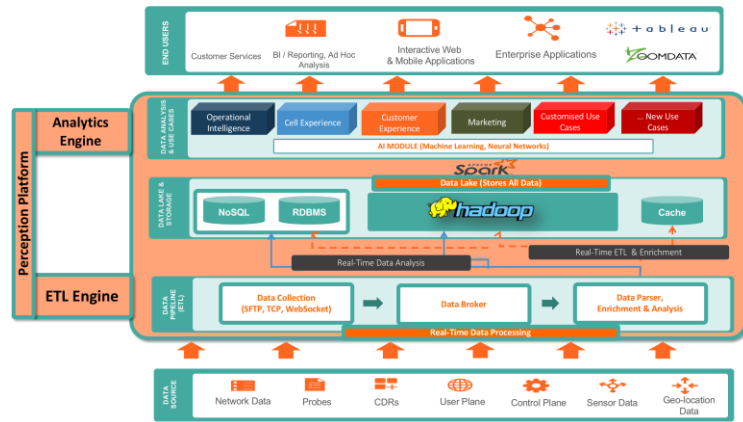 END USERS
Customer Services
BI / Reporting, Ad Hoc
Analysis
Interactive Web
& Mobile Applications
Enterprise Applications
tableau
ZOOMDATA
Perception Platform
Analytics
Engine
ETL Engine
DATA ANALYSIS
& USE CASES
Operational
Intelligence
Cell Experience
Customer
Experience
Marketing
Customised Use
Cases
... New Use
Cases
AI MODULE (Machine Learning, Neural Networks)
APACHE
Spark
DATA LAKE &
STORAGE
Data Lake (Stores All Data)
NoSQL
RDBMS
hadoop
Cache
Real-Time Data Analysis
Real-Time ETL & Enrichment
DATA
PIPELINE
(ETL)
Data Collection
(SFTP, TCP, WebSocket)
Data Broker
Data Parser,
Enrichment & Analysis
Real-Time Data Processing
DATA
SOURCE
Network Data
Probes
CDRs
User Plane
Control Plane
Sensor Data
Geo-location
Data